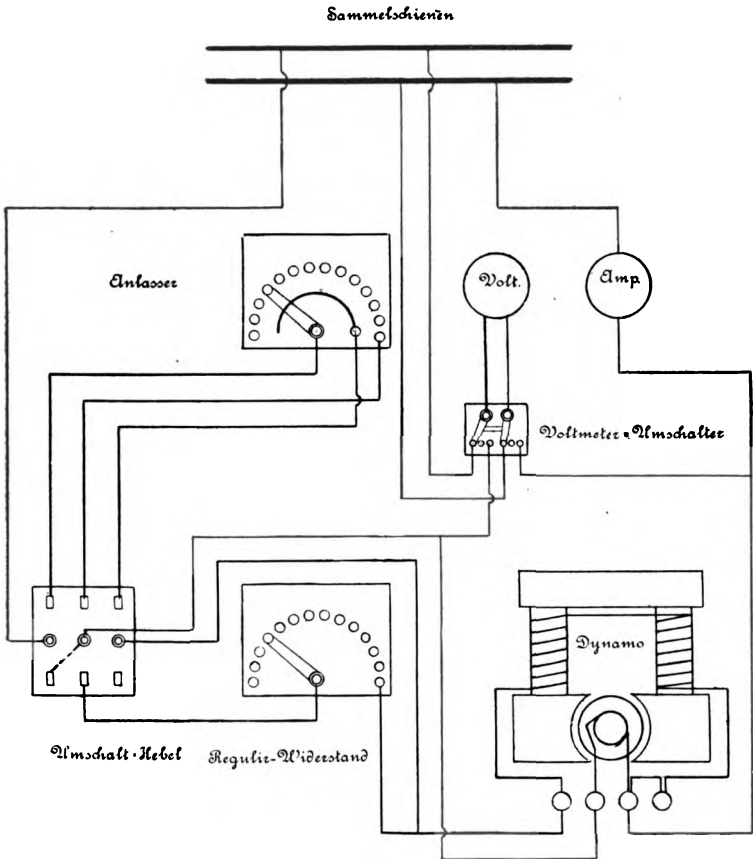 Sammelschienen
Anlasser
Volt.
Amp.
Voltmeter-Umschalter
Dynamo
Umschalt-Hebel
Regulir-Widerstand